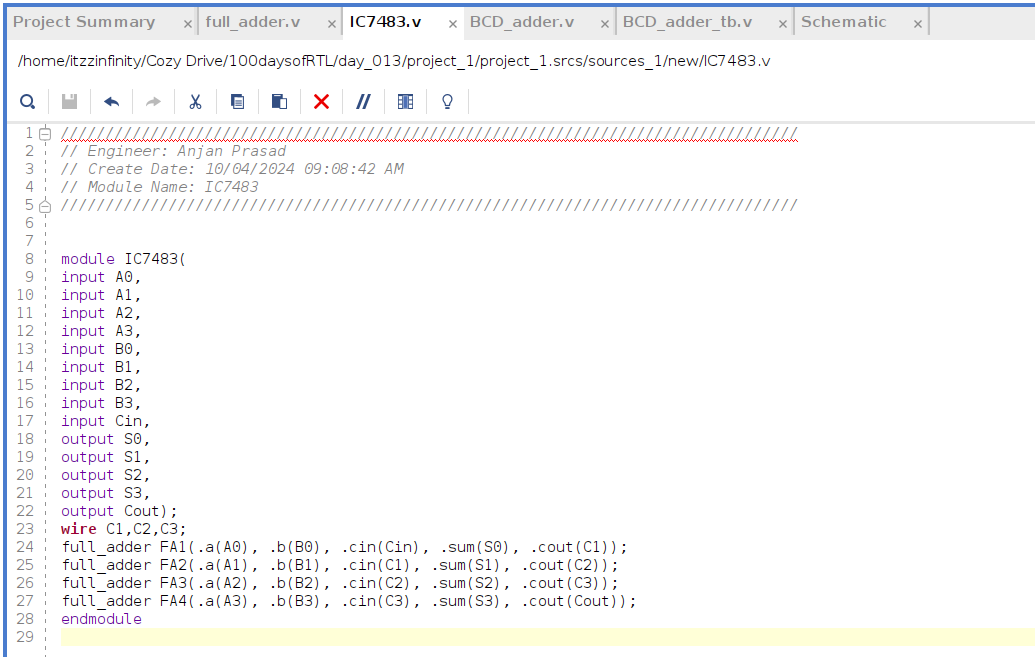 Project Summary × full_adder.v × IC7483.v × BCD_adder.v × BCD_adder_tb.v × Schematic ×
/home/itzzinfinity/Cozy Drive/100daysofRTL/day_013/project_1/project_1.srcs/sources_1/new/IC7483.v
1 //////////////////////////////////////////////////////////////////////////////////
2 // Engineer: Anjan Prasad
3 // Create Date: 10/04/2024 09:08:42 AM
4 // Module Name: IC7483
5 //////////////////////////////////////////////////////////////////////////////////
6
7
8 module IC7483(
9 input A0,
10 input A1,
11 input A2,
12 input A3,
13 input B0,
14 input B1,
15 input B2,
16 input B3,
17 input Cin,
18 output S0,
19 output S1,
20 output S2,
21 output S3,
22 output Cout);
23 wire C1,C2,C3;
24 full_adder FA1(.a(A0), .b(B0), .cin(Cin), .sum(S0), .cout(C1));
25 full_adder FA2(.a(A1), .b(B1), .cin(C1), .sum(S1), .cout(C2));
26 full_adder FA3(.a(A2), .b(B2), .cin(C2), .sum(S2), .cout(C3));
27 full_adder FA4(.a(A3), .b(B3), .cin(C3), .sum(S3), .cout(Cout));
28 endmodule
29